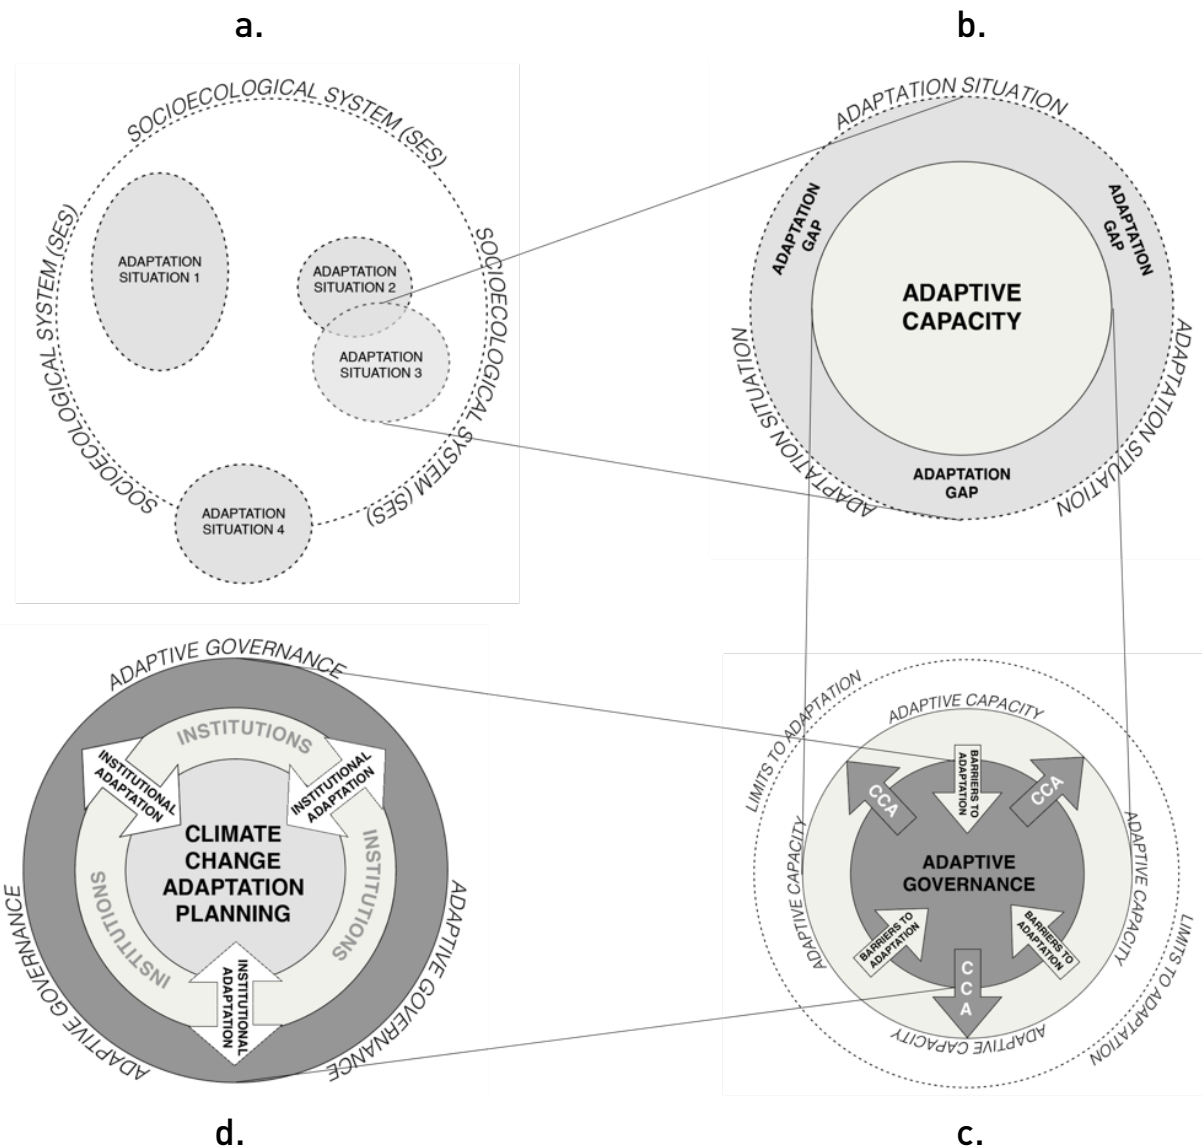 a.
SOCIOECOLOGICAL SYSTEM (SES)
SOCIOECOLOGICAL SYSTEM (SES)
SOCIOECOLOGICAL SYSTEM (SES)
ADAPTATION
SITUATION 1
ADAPTATION
SITUATION 2
ADAPTATION
SITUATION 3
ADAPTATION
SITUATION 4
b.
ADAPTATION SITUATION
ADAPTATION SITUATION
ADAPTATION SITUATION
ADAPTATION
GAP
ADAPTATION
GAP
ADAPTIVE
CAPACITY
ADAPTATION
GAP
ADAPTIVE GOVERNANCE
ADAPTIVE GOVERNANCE
ADAPTIVE GOVERNANCE
INSTITUTIONS
INSTITUTIONS
INSTITUTIONS
INSTITUTIONAL
ADAPTATION
INSTITUTIONAL
ADAPTATION
CLIMATE
CHANGE
ADAPTATION
PLANNING
INSTITUTIONAL
ADAPTATION
d.
LIMITS TO ADAPTATION
LIMITS TO ADAPTATION
ADAPTIVE CAPACITY
ADAPTIVE CAPACITY
ADAPTIVE CAPACITY
ADAPTIVE CAPACITY
CCA
BARRIERS TO
ADAPTATION
CCA
ADAPTIVE
GOVERNANCE
BARRIERS TO
ADAPTATION
BARRIERS TO
ADAPTATION
C
C
A
c.